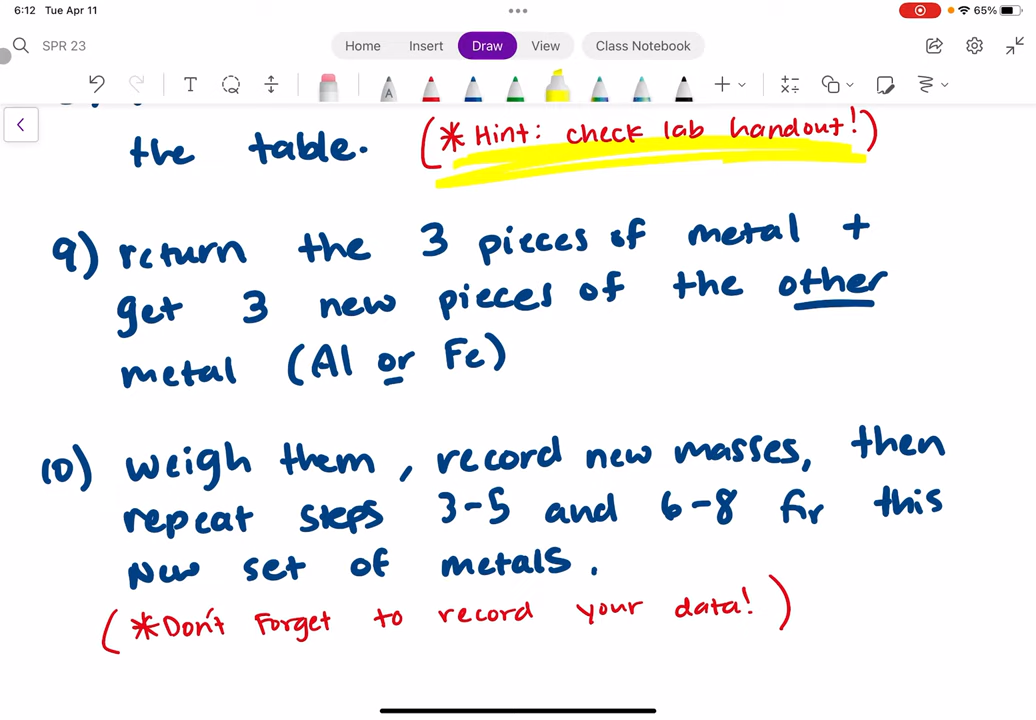 6:12 Tue Apr 11
65%
SPR 23
Home Insert Draw View Class Notebook
T
A
the table. (*Hint: check lab handout!)
9) return the 3 pieces of metal +
get 3 new pieces of the other
metal (Al or Fe)
10) weigh them, record new masses, then
repeat steps 3-5 and 6-8 for this
new set of metals.
(*Don't Forget to record your data!)